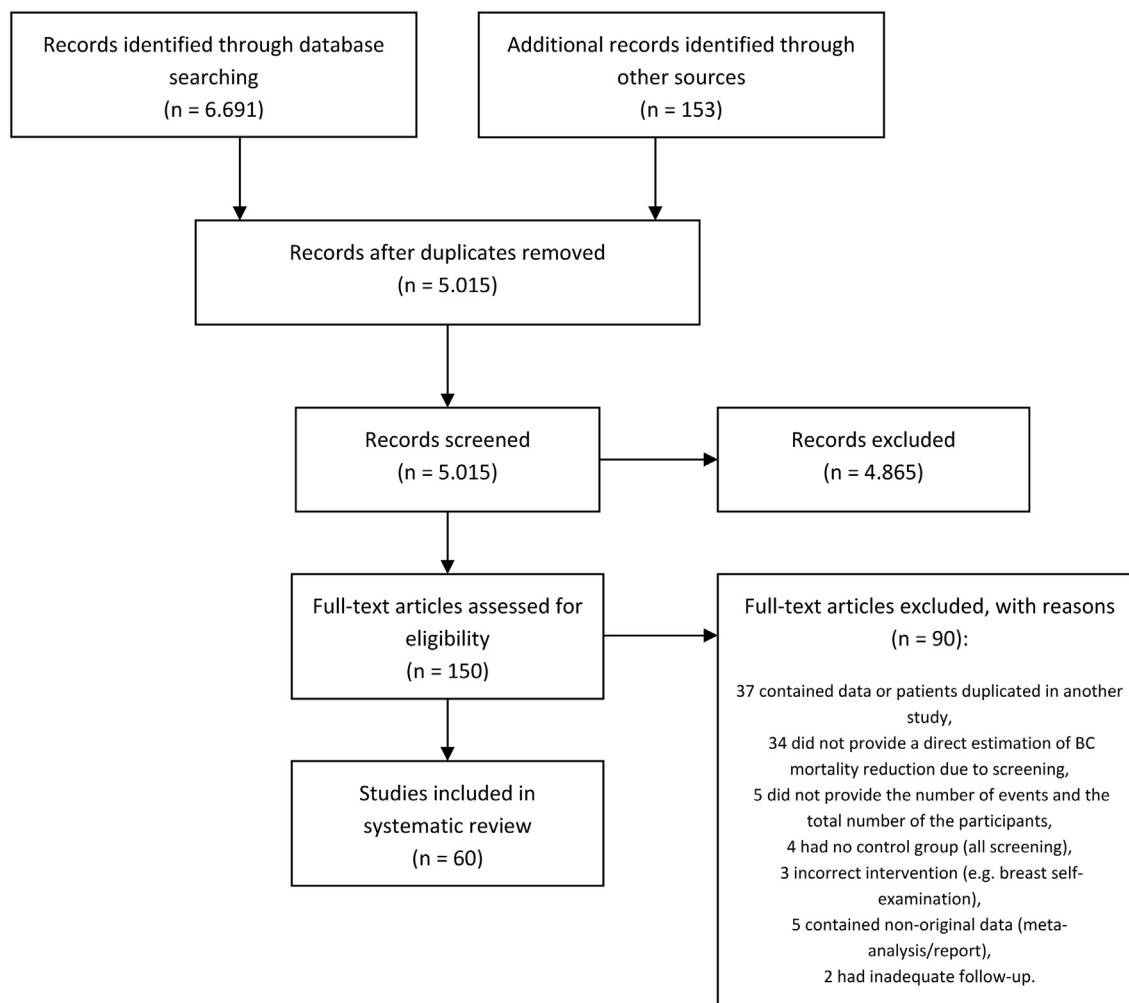 Records identified through database
searching
(n = 6.691)
Additional records identified through
other sources
(n = 153)
Records after duplicates removed
(n = 5.015)
Records screened
(n = 5.015)
Records excluded
(n = 4.865)
Full-text articles assessed for
eligibility
(n = 150)
Full-text articles excluded, with reasons
(n = 90):
37 contained data or patients duplicated in another
study,
34 did not provide a direct estimation of BC
mortality reduction due to screening,
5 did not provide the number of events and the
total number of the participants,
4 had no control group (all screening),
3 incorrect intervention (e.g. breast self-
examination),
5 contained non-original data (meta-
analysis/report),
2 had inadequate follow-up.
Studies included in
systematic review
(n = 60)